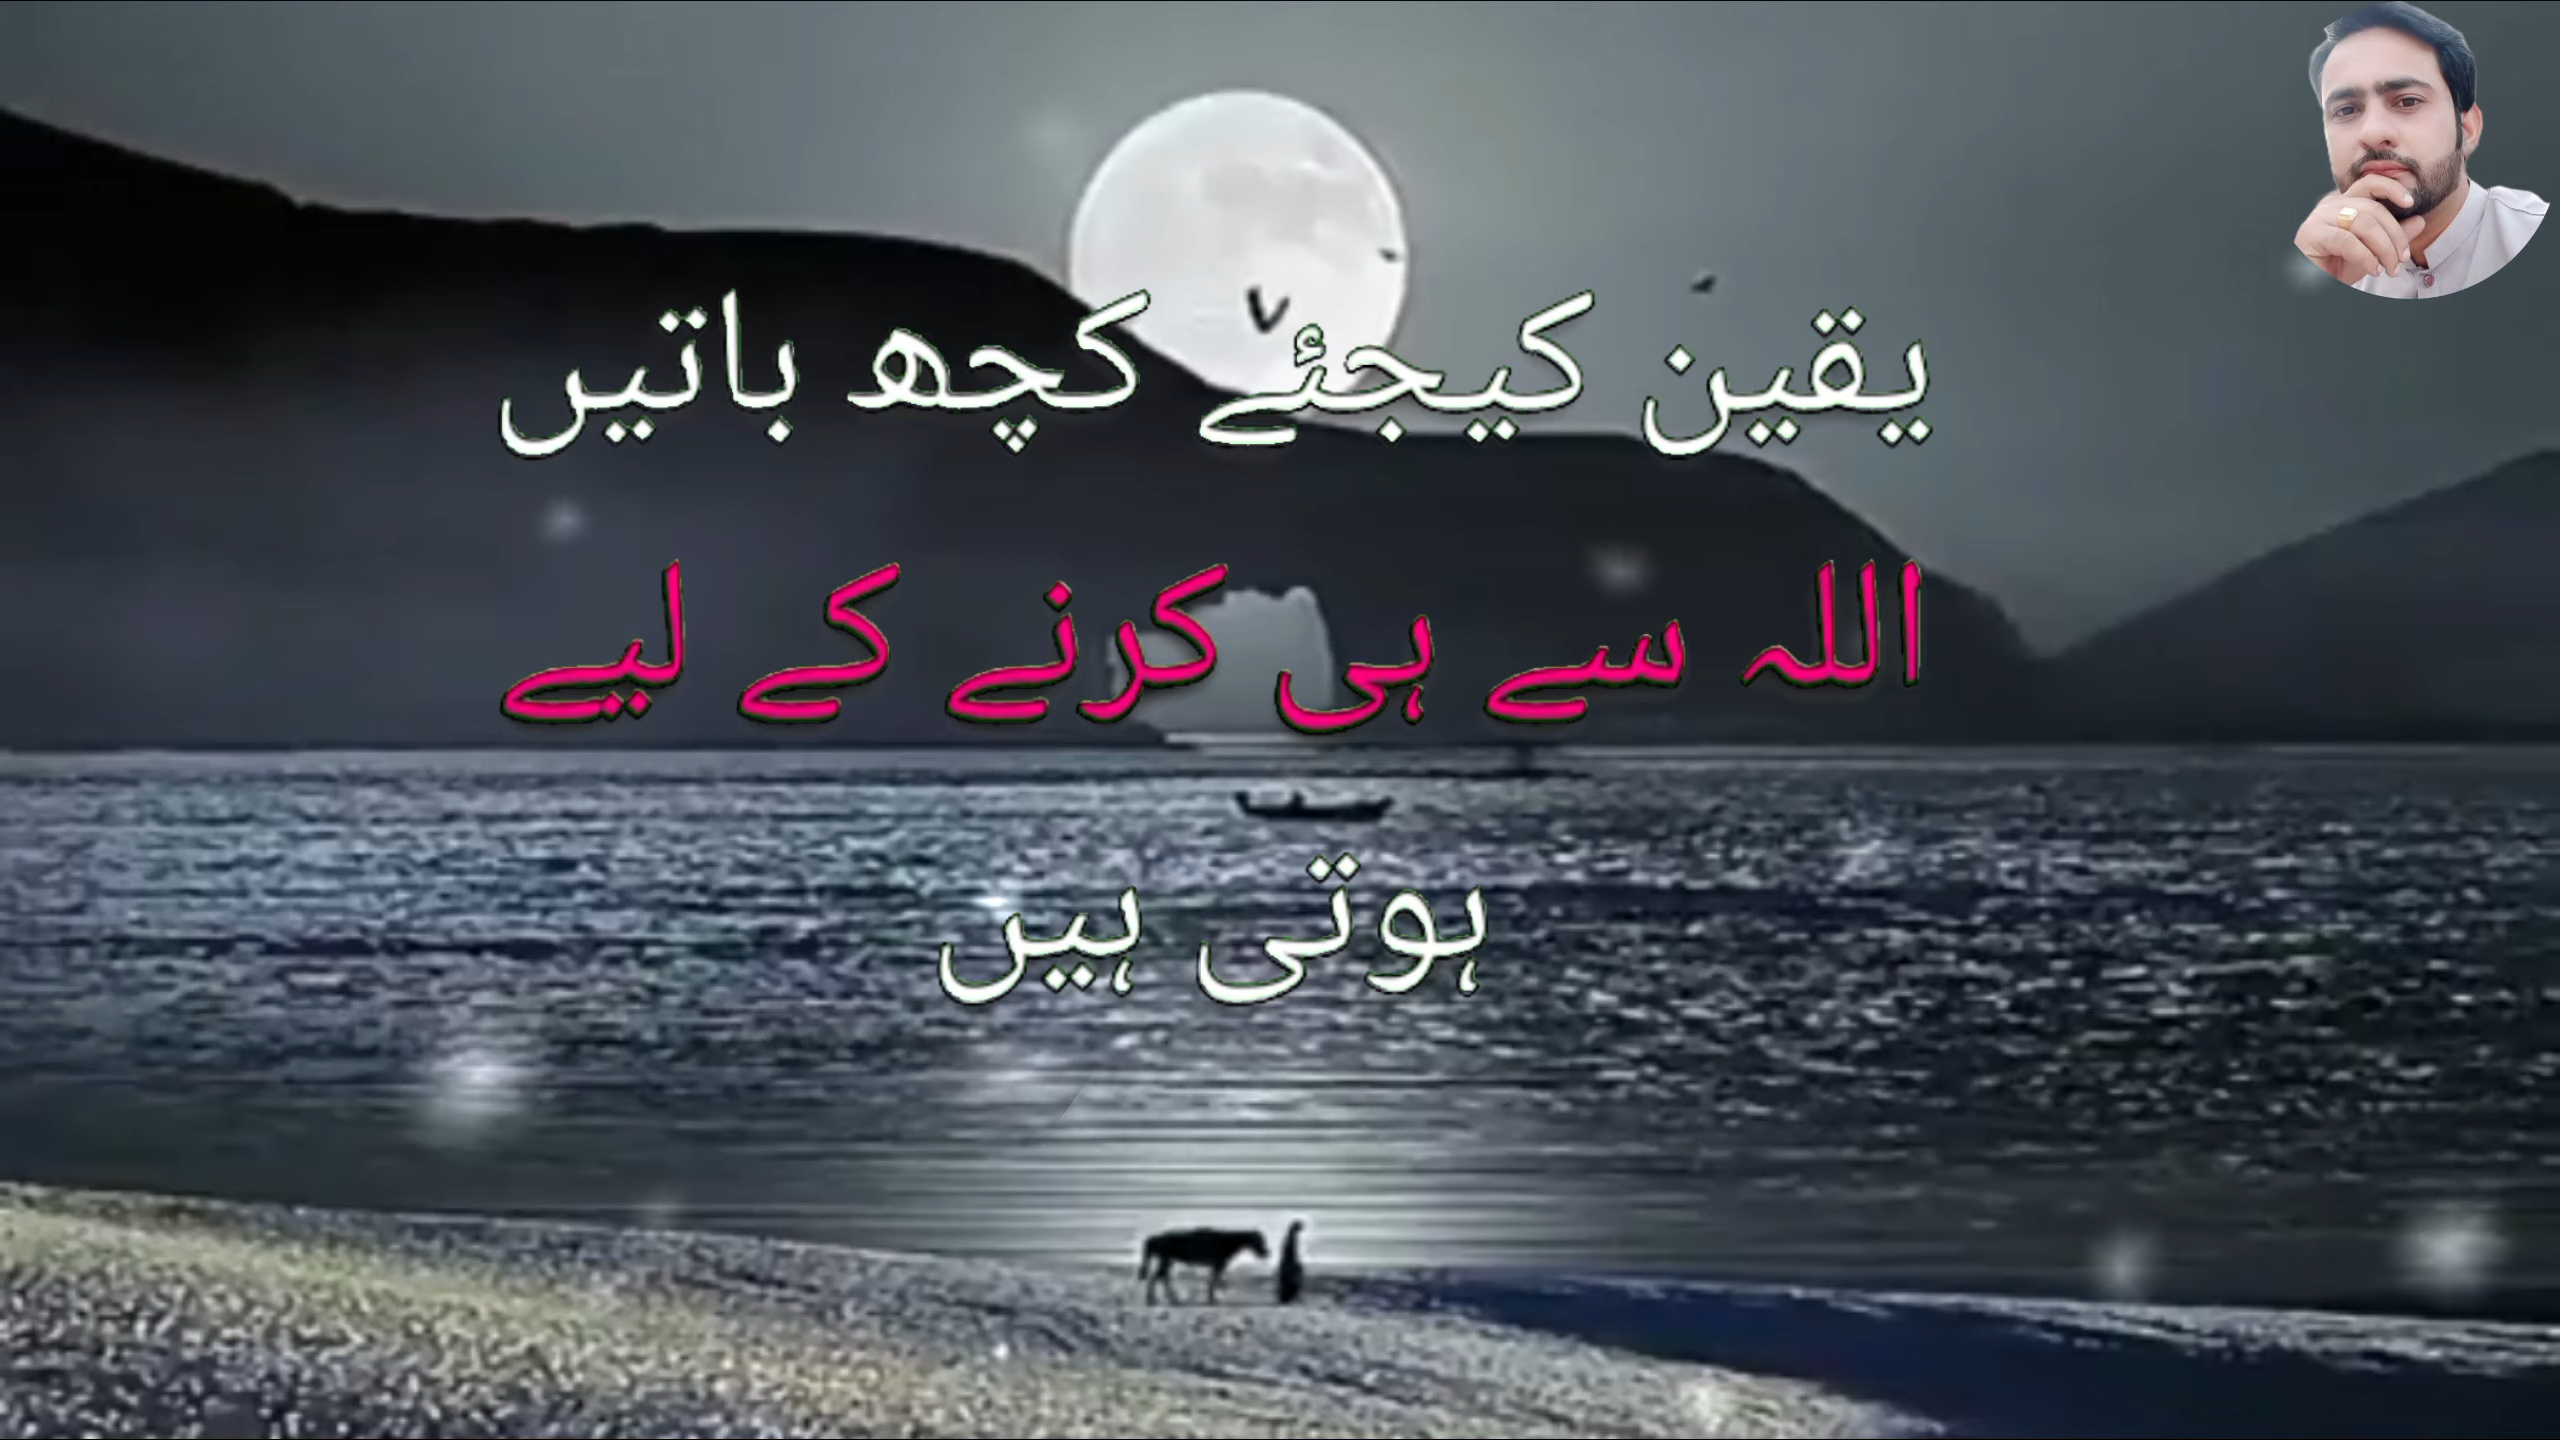 یقین کیجئے کچھ باتیں
اللہ سے ہی کرنے کے لیے
ہوتی ہیں